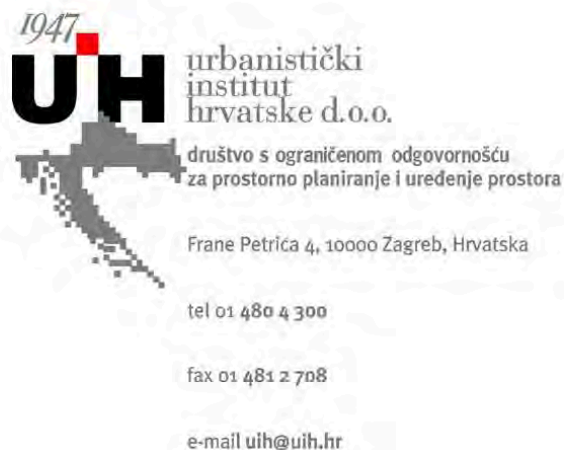 1947
UiH
urbanistički
institut
hrvatske d.o.o.
društvo s ograničenom odgovornošću
za prostorno planiranje i uređenje prostora
Frane Petrića 4, 10000 Zagreb, Hrvatska
tel 01 480 4 300
fax 01 481 2 708
e-mail uih@uih.hr